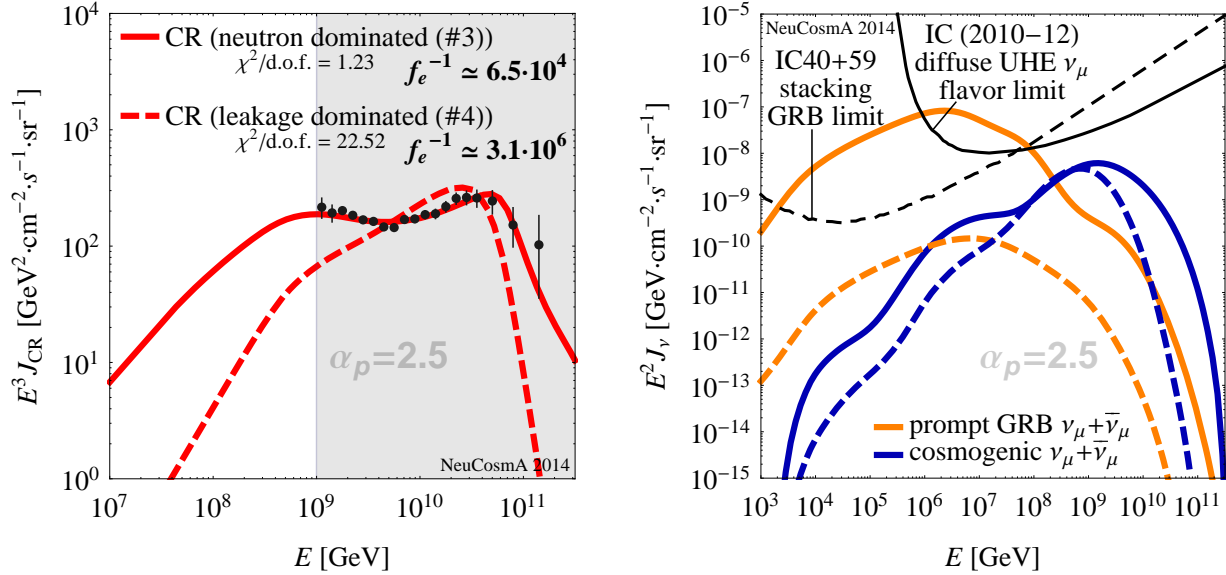 CR (neutron dominated (#3))
χ²/d.o.f. = 1.23
f_e⁻¹ ≃ 6.5·10⁴
CR (leakage dominated (#4))
χ²/d.o.f. = 22.52
f_e⁻¹ ≃ 3.1·10⁶
α_p=2.5
NeuCosmA 2014
E³ J_CR [GeV²·cm⁻²·s⁻¹·sr⁻¹]
10⁴
10³
10²
10¹
10⁰
10⁷ 10⁸ 10⁹ 10¹⁰ 10¹¹
E [GeV]
NeuCosmA 2014
IC (2010−12)
diffuse UHE ν_μ
flavor limit
IC40+59
stacking
GRB limit
α_p=2.5
prompt GRB ν_μ+ν̅_μ
cosmogenic ν_μ+ν̅_μ
E² J_ν [GeV·cm⁻²·s⁻¹·sr⁻¹]
10⁻⁵
10⁻⁶
10⁻⁷
10⁻⁸
10⁻⁹
10⁻¹⁰
10⁻¹¹
10⁻¹²
10⁻¹³
10⁻¹⁴
10⁻¹⁵
10³ 10⁴ 10⁵ 10⁶ 10⁷ 10⁸ 10⁹ 10¹⁰ 10¹¹
E [GeV]